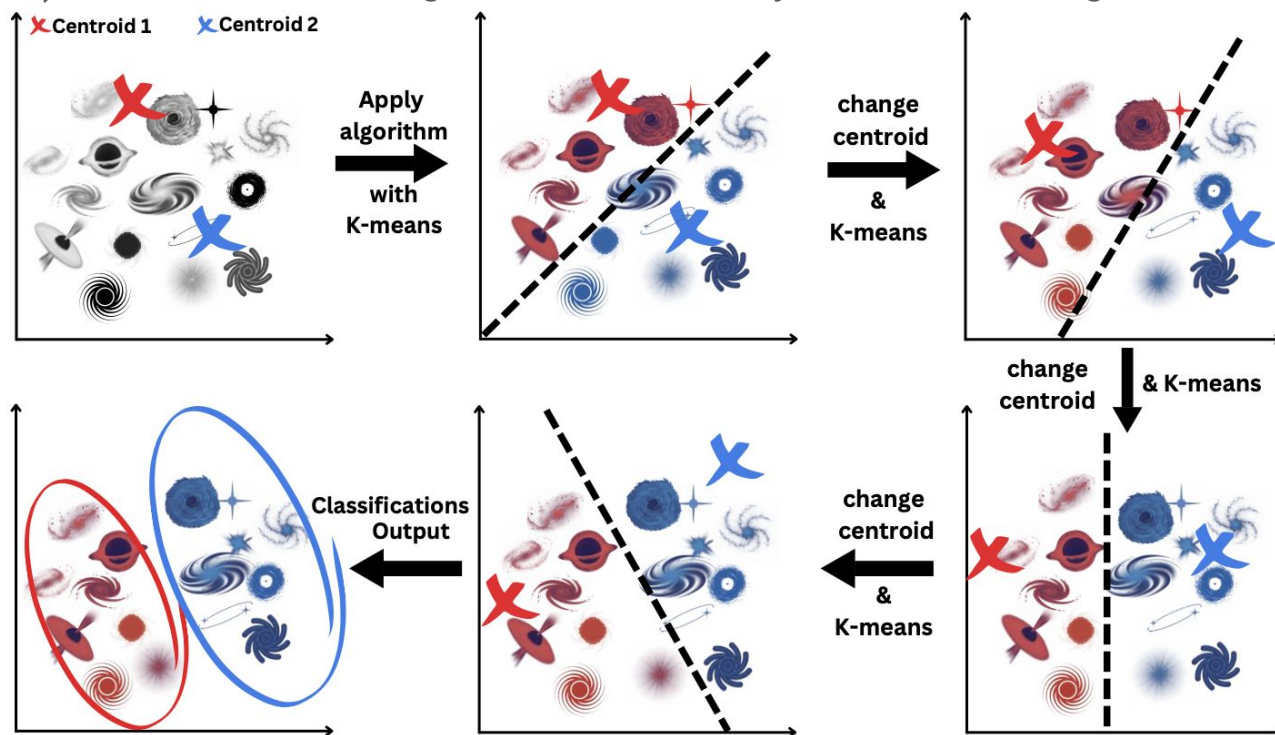 Centroid 1
Centroid 2
Apply
algorithm
with
K-means
change
centroid
&
K-means
change
centroid
& K-means
change
centroid
&
K-means
Classifications
Output